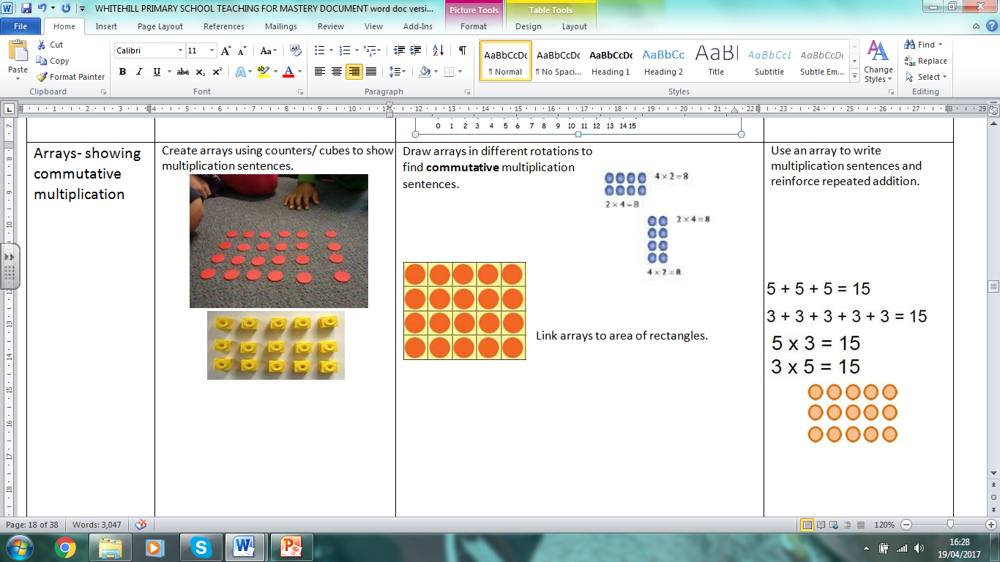 WHITEHILL PRIMARY SCHOOL TEACHING FOR MASTERY DOCUMENT word doc versi...
Picture Tools
Table Tools
File
Home
Insert
Page Layout
References
Mailings
Review
View
Add-Ins
Format
Design
Layout
Paste
Cut
Copy
Format Painter
Clipboard
Calibri
11
Font
Paragraph
AaBbCcDc
¶ Normal
AaBbCcDc
¶ No Spaci...
AaBbCc
Heading 1
AaBbCc
Heading 2
AaBl
Title
AaBbCcL
Subtitle
AaBbCcDc
Subtle Em...
Change
Styles
Styles
Find
Replace
Select
Editing
0 1 2 3 4 5 6 7 8 9 10 11 12 13 14 15
Arrays- showing
commutative
multiplication
Create arrays using counters/ cubes to show
multiplication sentences.
Draw arrays in different rotations to
find commutative multiplication
sentences.
4 × 2 = 8
2 × 4 = 8
2 × 4 = 8
4 × 2 = 8
Link arrays to area of rectangles.
Use an array to write
multiplication sentences and
reinforce repeated addition.
5 + 5 + 5 = 15
3 + 3 + 3 + 3 + 3 = 15
5 x 3 = 15
3 x 5 = 15
Page: 18 of 38
Words: 3,047
120%
16:28
19/04/2017